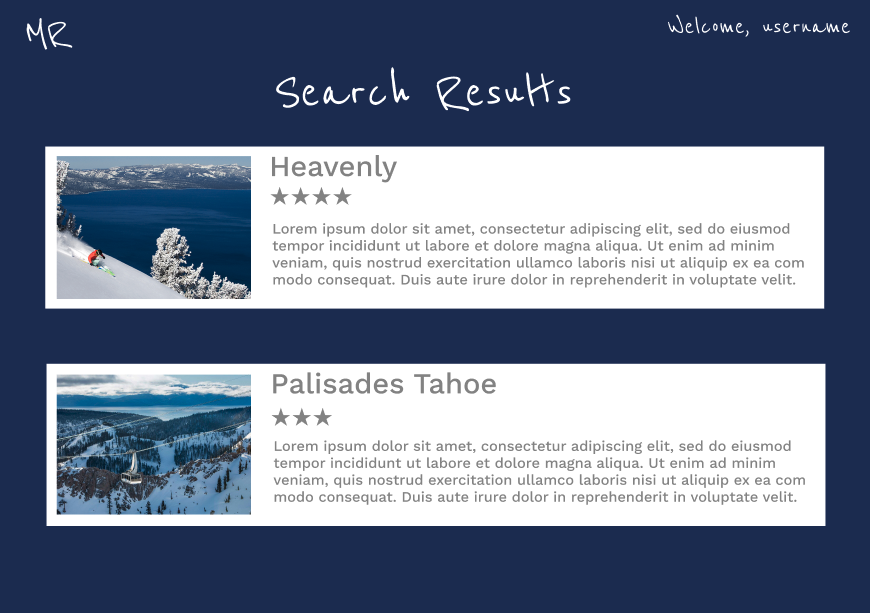 MR
Welcome, username
Search Results
Heavenly
★★★★
Lorem ipsum dolor sit amet, consectetur adipiscing elit, sed do eiusmod
tempor incididunt ut labore et dolore magna aliqua. Ut enim ad minim
veniam, quis nostrud exercitation ullamco laboris nisi ut aliquip ex ea com
modo consequat. Duis aute irure dolor in reprehenderit in voluptate velit.
Palisades Tahoe
★★★
Lorem ipsum dolor sit amet, consectetur adipiscing elit, sed do eiusmod
tempor incididunt ut labore et dolore magna aliqua. Ut enim ad minim
veniam, quis nostrud exercitation ullamco laboris nisi ut aliquip ex ea com
modo consequat. Duis aute irure dolor in reprehenderit in voluptate velit.